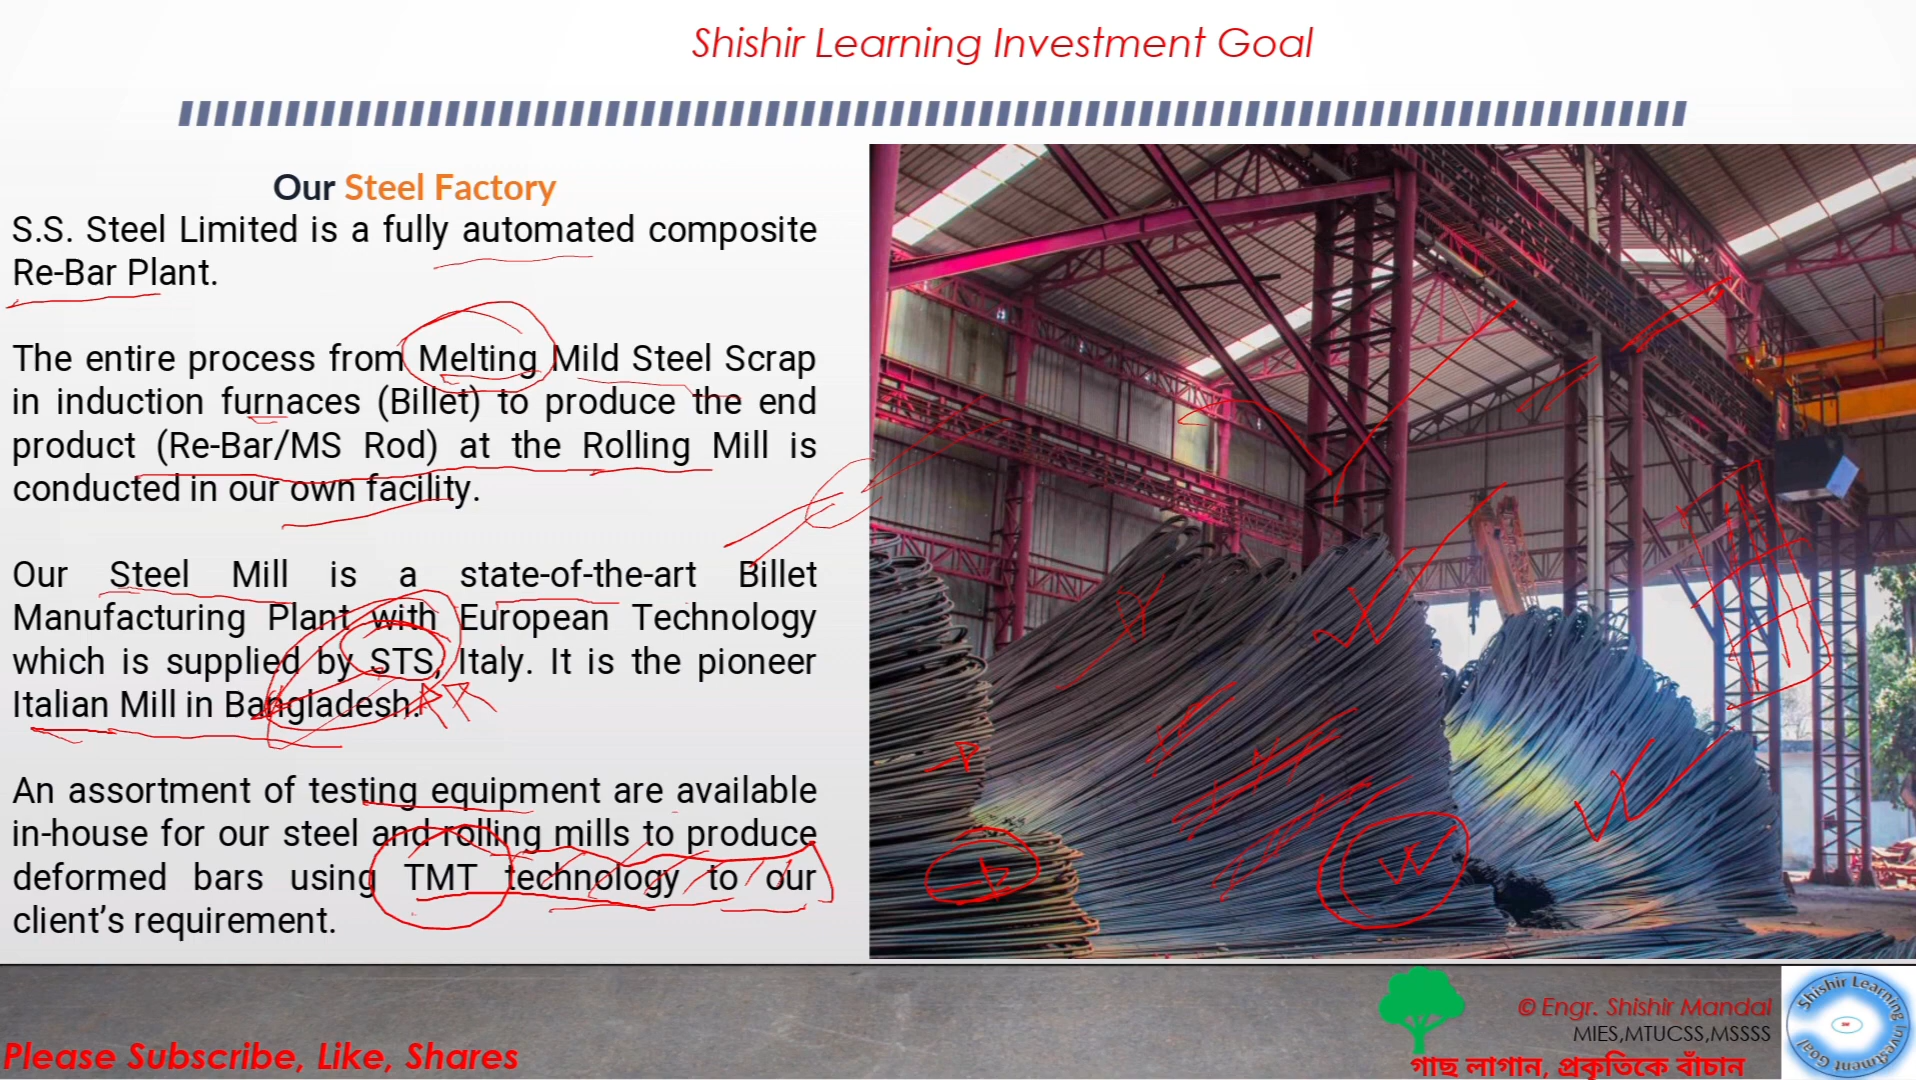 Shishir Learning Investment Goal
Our Steel Factory
S.S. Steel Limited is a fully automated composite
Re-Bar Plant.
The entire process from Melting Mild Steel Scrap
in induction furnaces (Billet) to produce the end
product (Re-Bar/MS Rod) at the Rolling Mill is
conducted in our own facility.
Our Steel Mill is a state-of-the-art Billet
Manufacturing Plant with European Technology
which is supplied by STS, Italy. It is the pioneer
Italian Mill in Bangladesh.
An assortment of testing equipment are available
in-house for our steel and rolling mills to produce
deformed bars using TMT technology to our
client’s requirement.
Please Subscribe, Like, Shares
© Engr. Shishir Mandal
MIES,MTUCSS,MSSSS
গাছ লাগান, প্রকৃতিকে বাঁচান
Shishir Learning Investment Goal